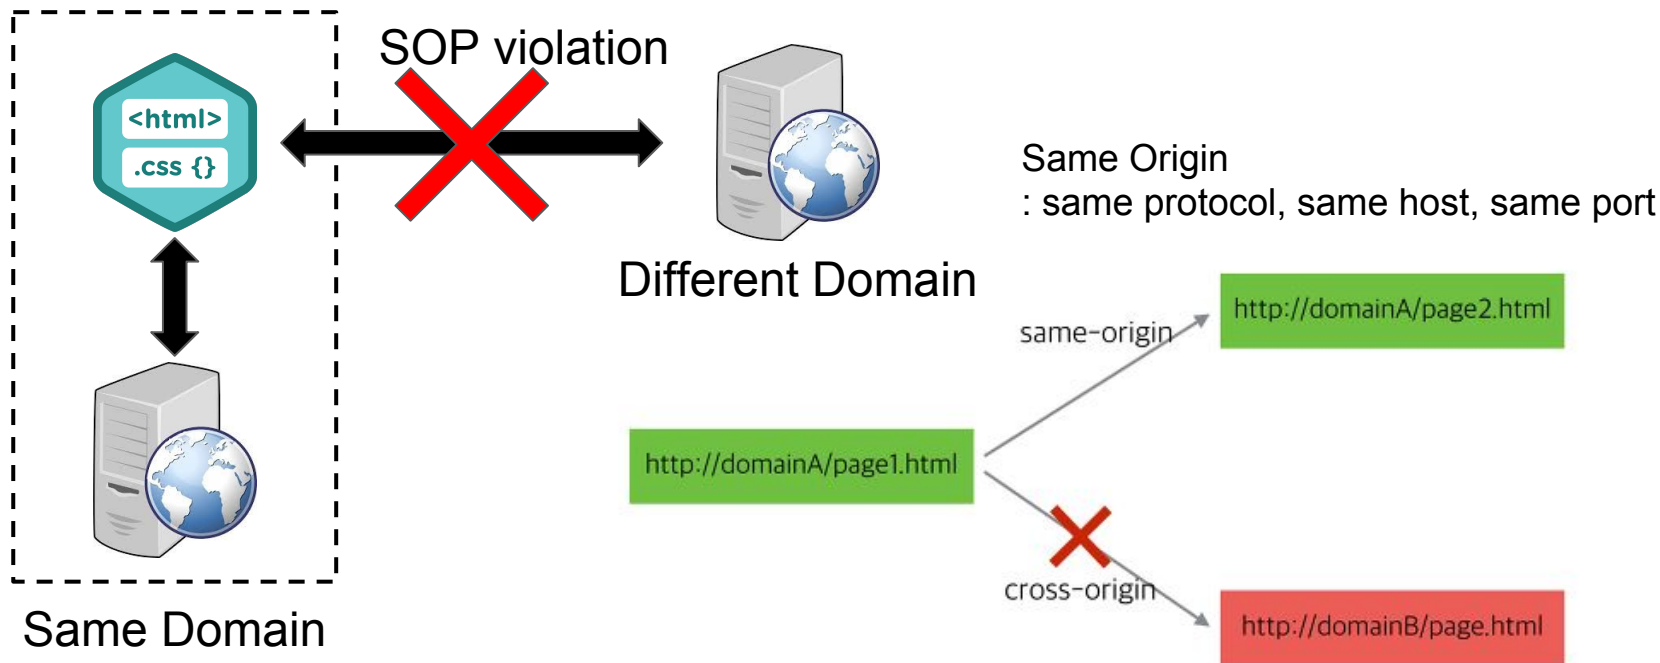 SOP violation
<html>
.css {}
Different Domain
Same Domain
Same Origin
: same protocol, same host, same port
same-origin
http://domainA/page2.html
http://domainA/page1.html
cross-origin
http://domainB/page.html